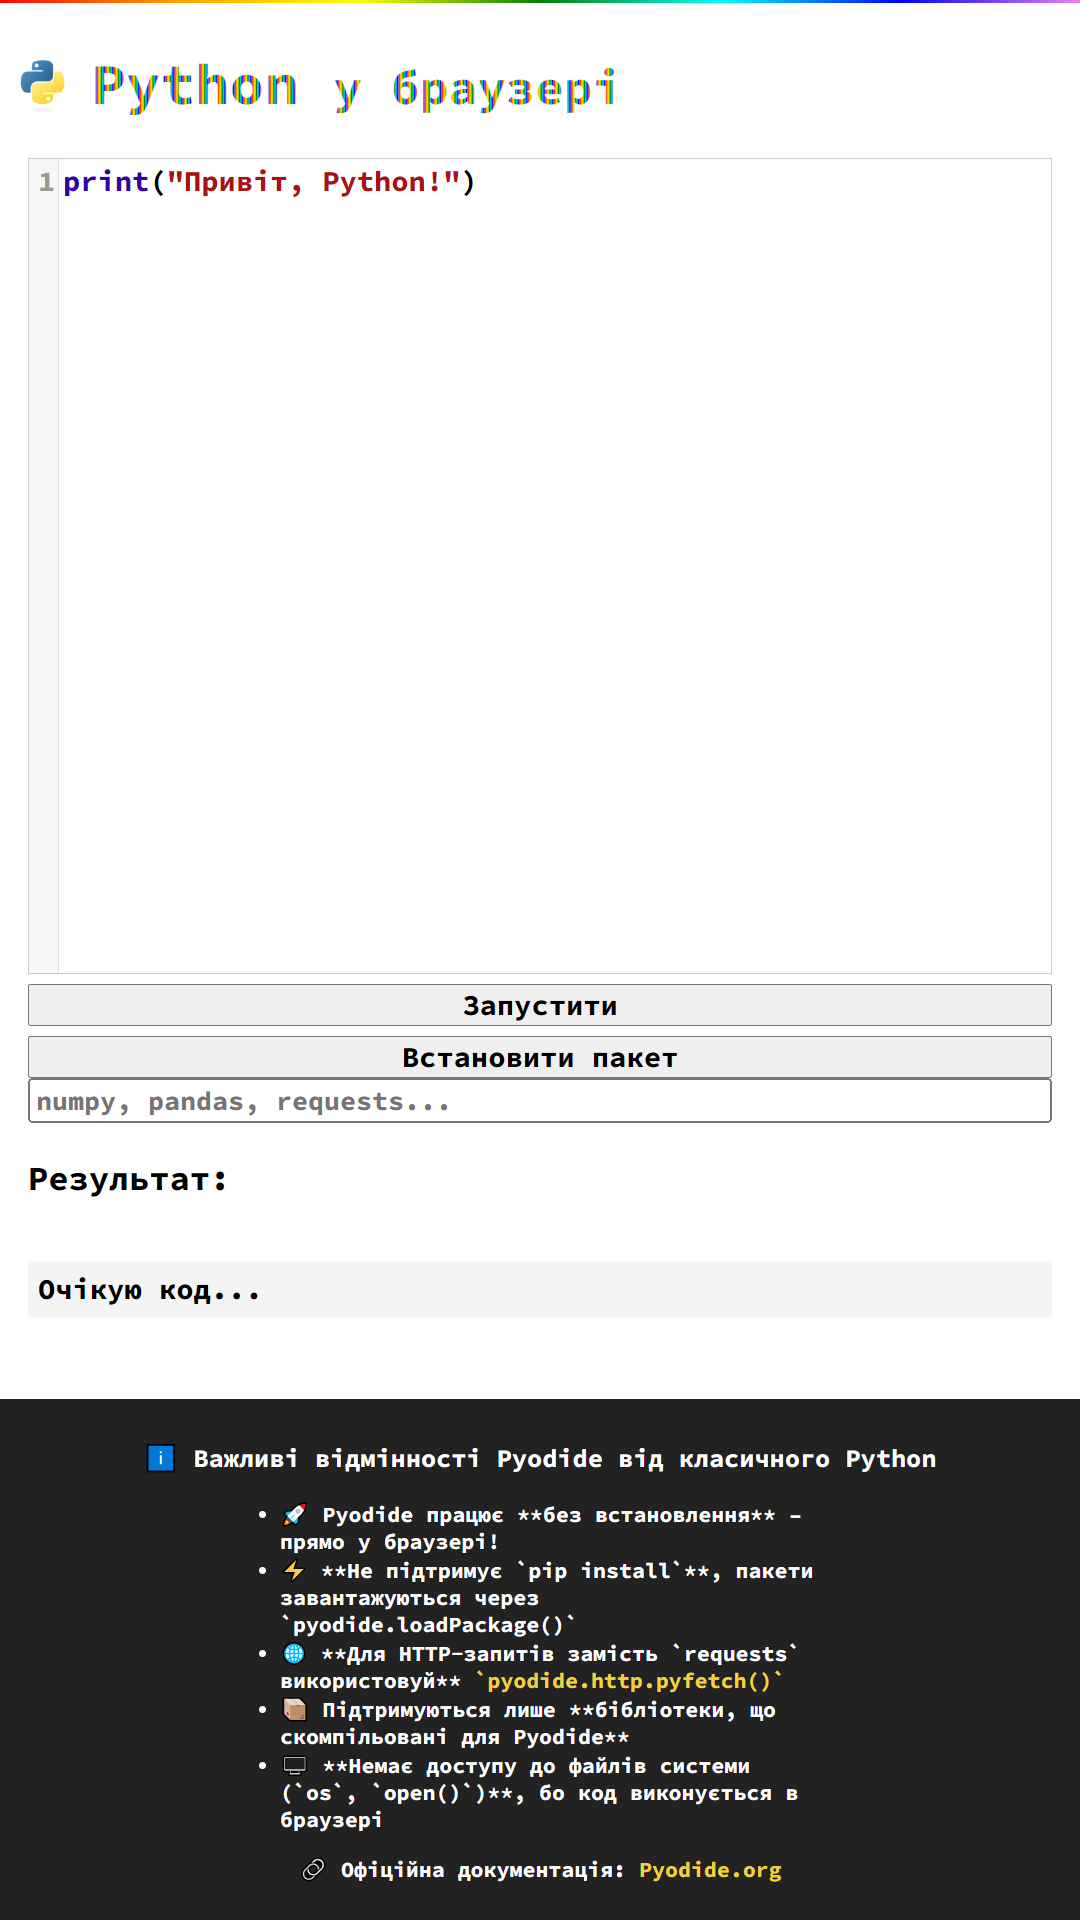 Python у браузері
1 print("Привіт, Python!")
Запустити
Встановити пакет
numpy, pandas, requests...
Результат:
Очікую код...
Важливі відмінності Pyodide від класичного Python
• 🚀 Pyodide працює **без встановлення** –
прямо у браузері!
• ⚡ **Не підтримує `pip install`**, пакети
завантажуються через
`pyodide.loadPackage()`
• 🌐 **Для HTTP-запитів замість `requests`
використовуй** `pyodide.http.pyfetch()`
• 📦 Підтримуються лише **бібліотеки, що
скомпільовані для Pyodide**
• 🖥 **Немає доступу до файлів системи
(`os`, `open()`)**, бо код виконується в
браузері
🔗 Офіційна документація: Pyodide.org